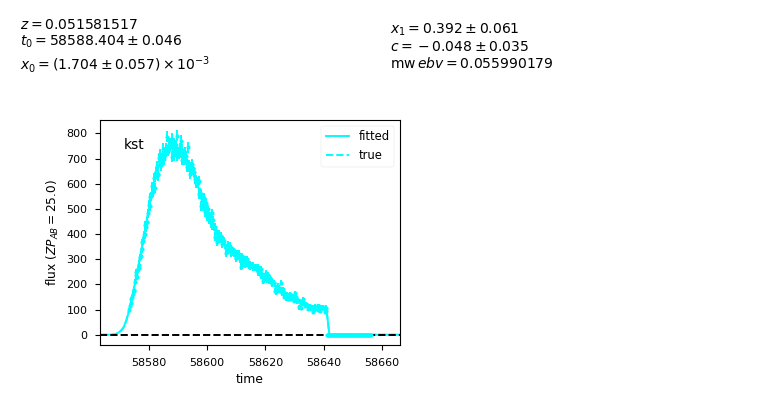 z = 0.051581517
t₀ = 58588.404 ± 0.046
x₀ = (1.704 ± 0.057) × 10⁻³
x₁ = 0.392 ± 0.061
c = −0.048 ± 0.035
mw ebv = 0.055990179
kst
fitted
true
flux (ZP_AB = 25.0)
800
700
600
500
400
300
200
100
0
58580 58600 58620 58640 58660
time